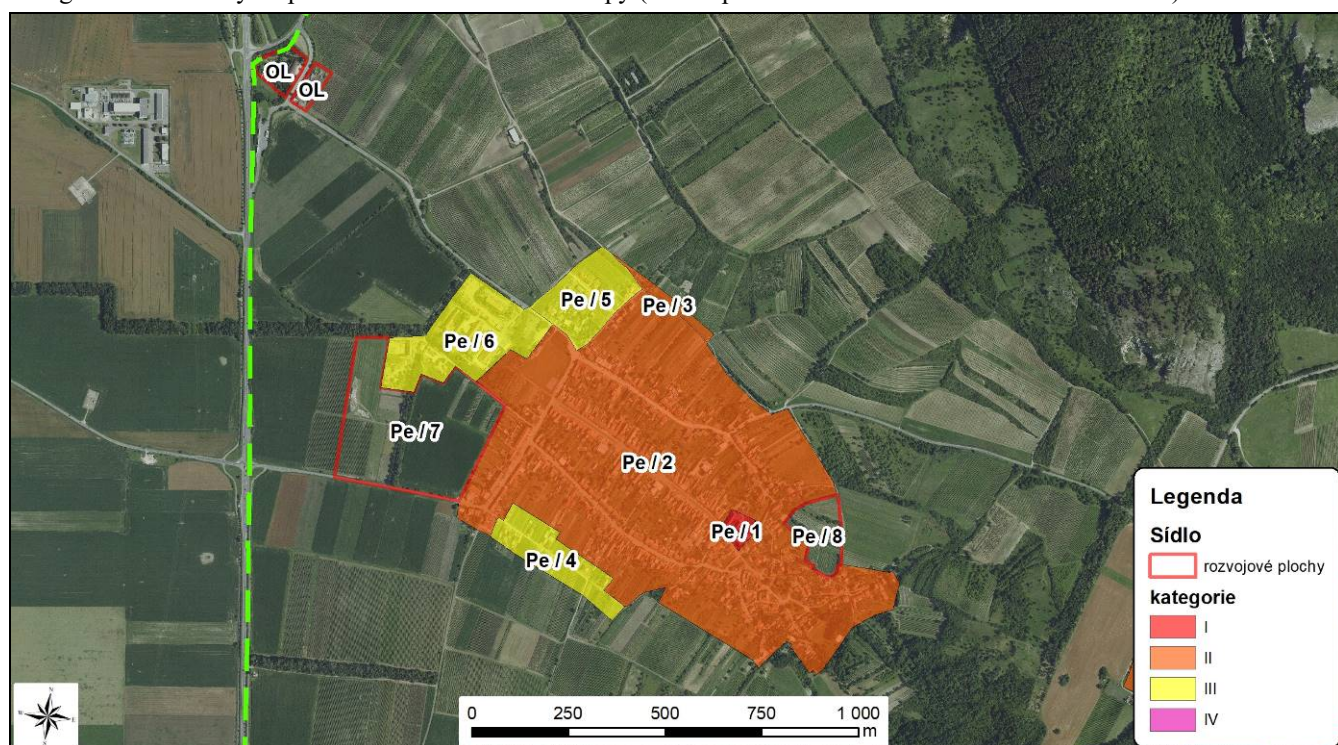 OL
OL
Pe / 5
Pe / 3
Pe / 6
Pe / 7
Pe / 2
Pe / 1
Pe / 8
Pe / 4
Legenda
Sídlo
rozvojové plochy
kategorie
I
II
III
IV
0 250 500 750 1 000
m
N
W E
S